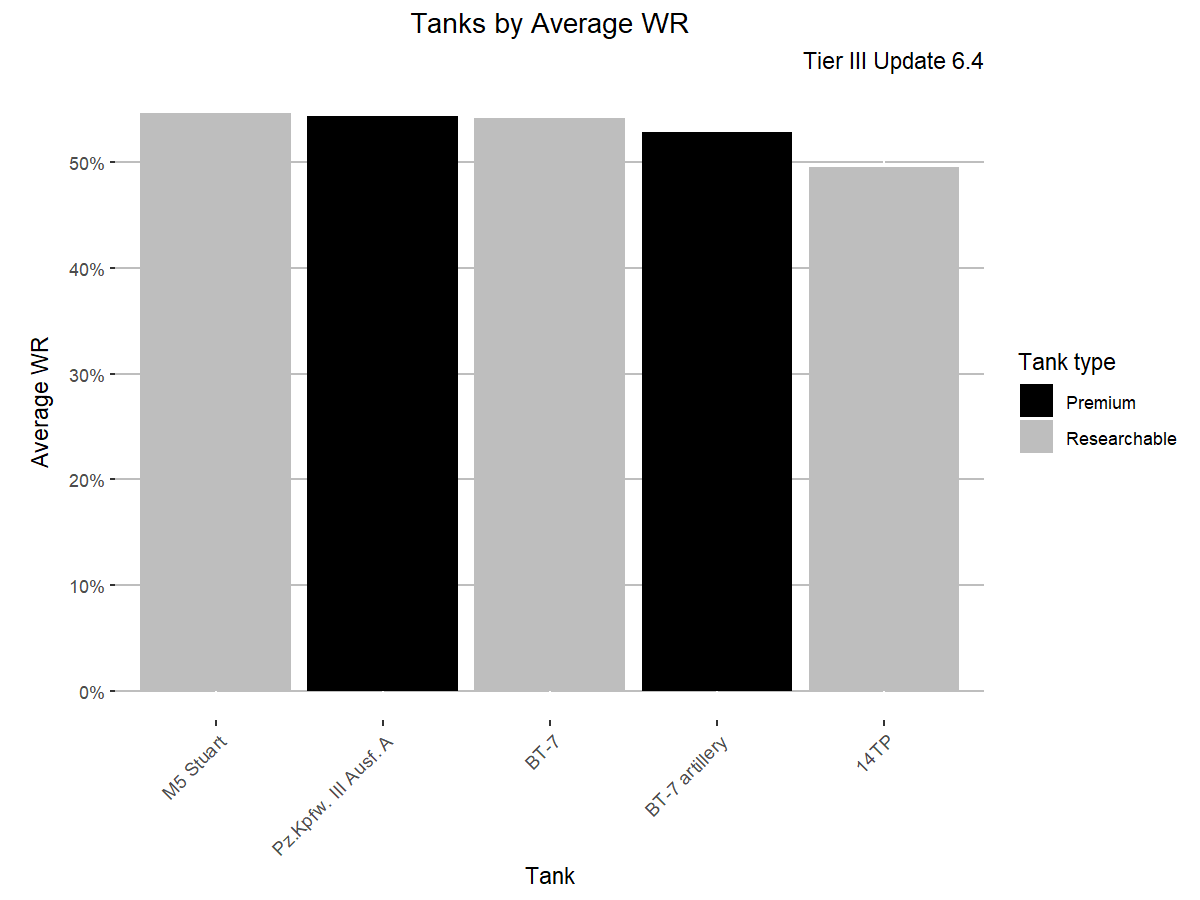 Tanks by Average WR
Tier III Update 6.4
Average WR
50%
40%
30%
20%
10%
0%
M5 Stuart
Pz.Kpfw. III Ausf. A
BT-7
BT-7 artillery
14TP
Tank
Tank type
Premium
Researchable